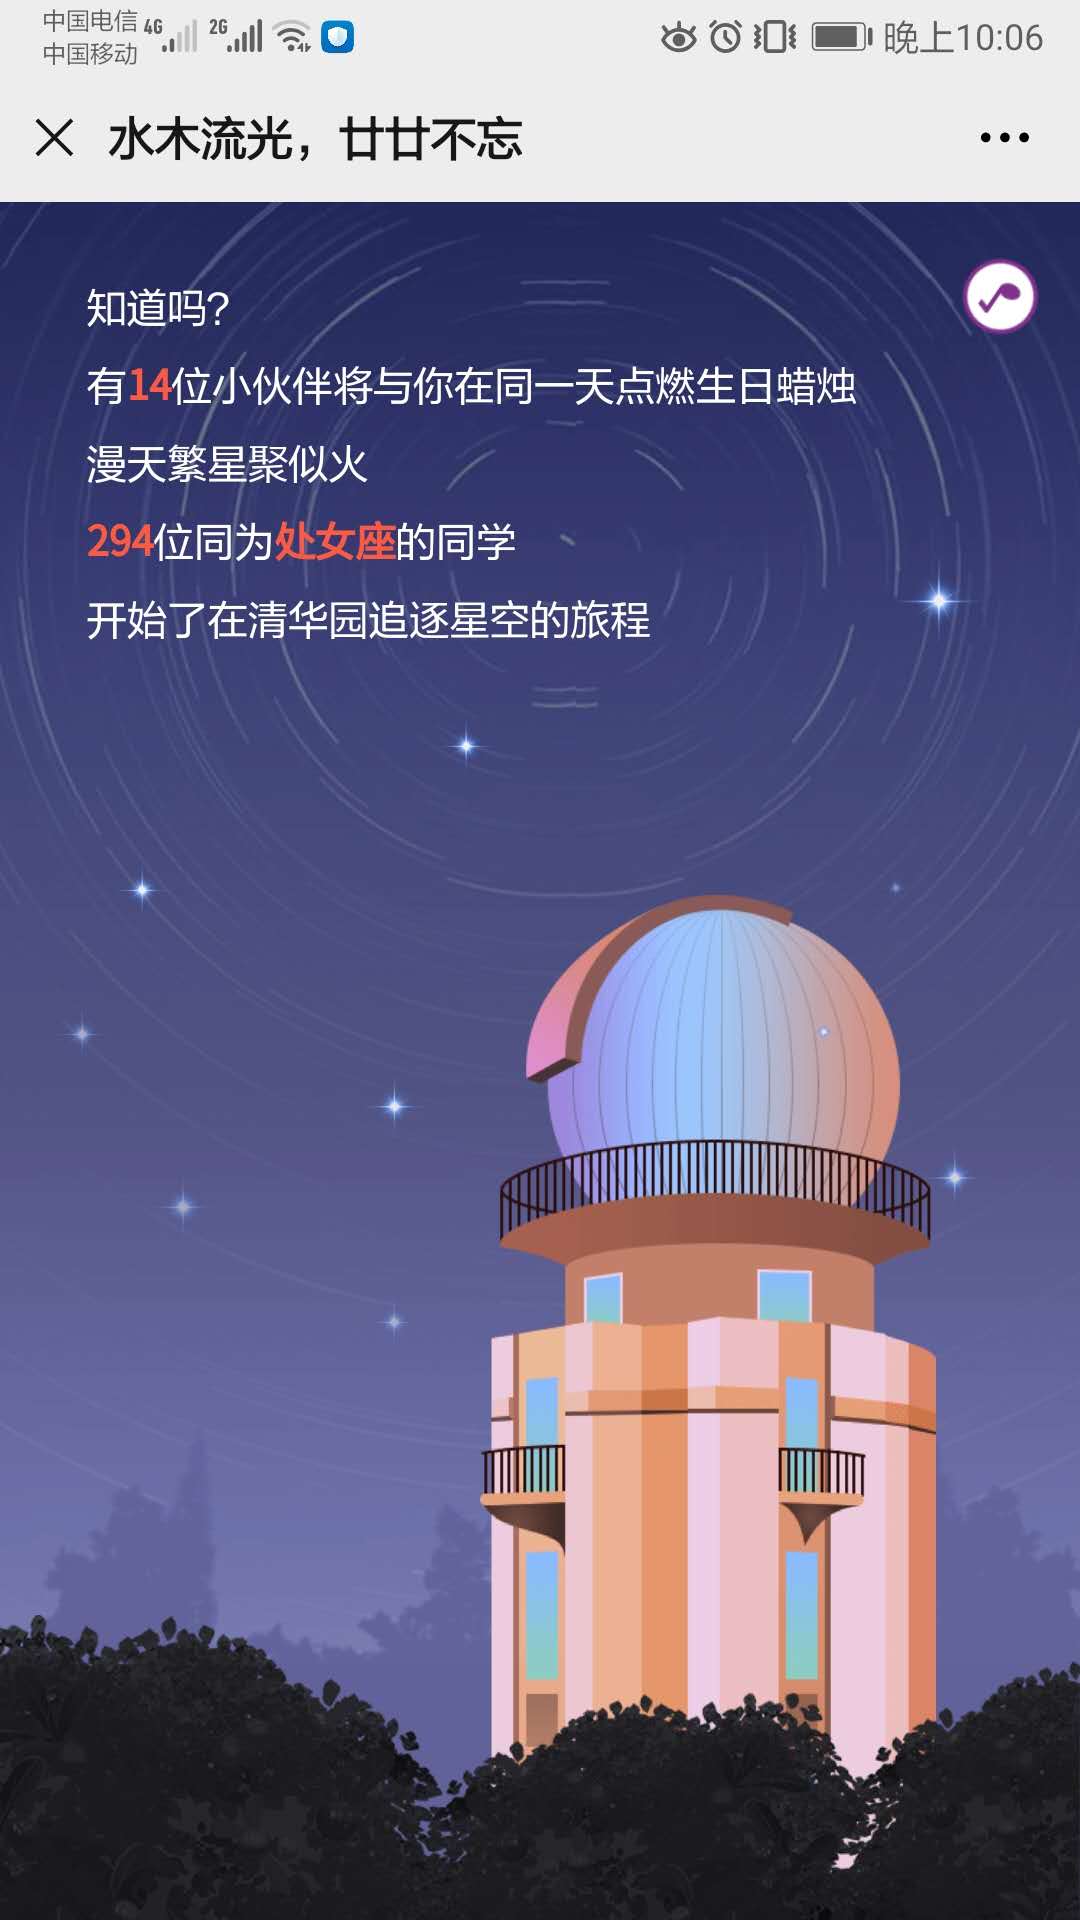 中国电信 4G 2G 晚上10:06
中国移动
水木流光，廿廿不忘
知道吗?
有14位小伙伴将与你在同一天点燃生日蜡烛
漫天繁星聚似火
294位同为处女座的同学
开始了在清华园追逐星空的旅程